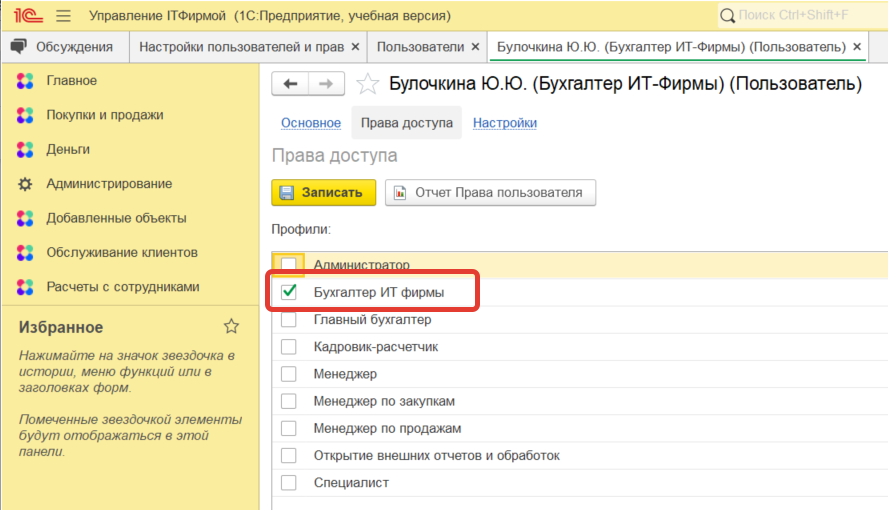 1С Управление ITФирмой (1С:Предприятие, учебная версия) Поиск Ctrl+Shift+F
Обсуждения Настройки пользователей и прав × Пользователи × Булочкина Ю.Ю. (Бухгалтер ИТ-Фирмы) (Пользователь) ×
Главное
Покупки и продажи
Деньги
Администрирование
Добавленные объекты
Обслуживание клиентов
Расчеты с сотрудниками
Избранное
Нажимайте на значок звездочка в
истории, меню функций или в
заголовках форм.
Помеченные звездочкой элементы
будут отображаться в этой
панели.
Булочкина Ю.Ю. (Бухгалтер ИТ-Фирмы) (Пользователь)
Основное Права доступа Настройки
Права доступа
Записать Отчет Права пользователя
Профили:
Администратор
Бухгалтер ИТ фирмы
Главный бухгалтер
Кадровик-расчетчик
Менеджер
Менеджер по закупкам
Менеджер по продажам
Открытие внешних отчетов и обработок
Специалист